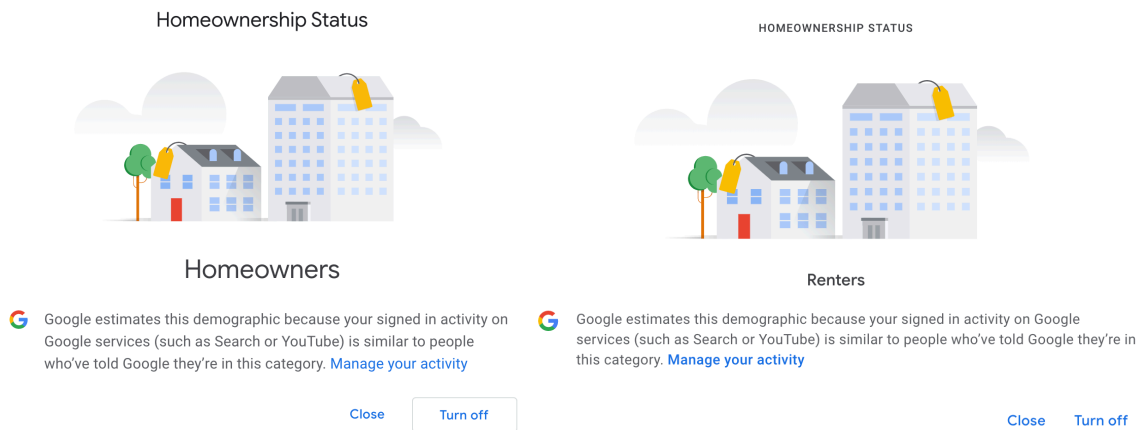 Homeownership Status
Homeowners
Google estimates this demographic because your signed in activity on
Google services (such as Search or YouTube) is similar to people
who've told Google they're in this category. Manage your activity
Close
Turn off
HOMEOWNERSHIP STATUS
Renters
Google estimates this demographic because your signed in activity on Google
services (such as Search or YouTube) is similar to people who've told Google they're in
this category. Manage your activity
Close
Turn off